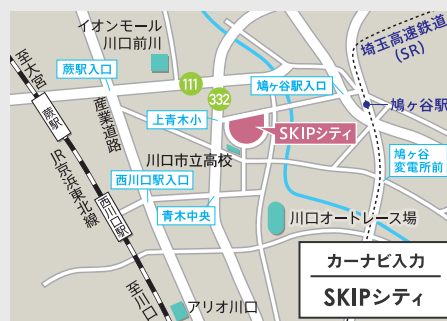 イオンモール
川口前川
至大宮
蕨駅入口
111
332
鳩ヶ谷駅入口
埼玉高速鉄道
(SR)
鳩ヶ谷駅
蕨駅
産業道路
上青木小
SKIPシティ
川口市立高校
鳩ヶ谷
変電所前
JR京浜東北線
西川口駅入口
西川口駅
青木中央
川口オートレース場
至川口
アリオ川口
カーナビ入力
SKIPシティ